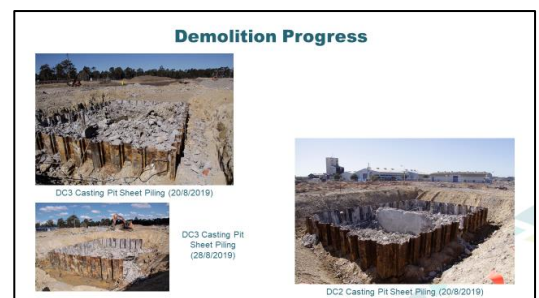 Demolition Progress
DC3 Casting Pit Sheet Piling (20/8/2019)
DC3 Casting Pit
Sheet Piling
(28/8/2019)
DC2 Casting Pit Sheet Piling (20/8/2019)